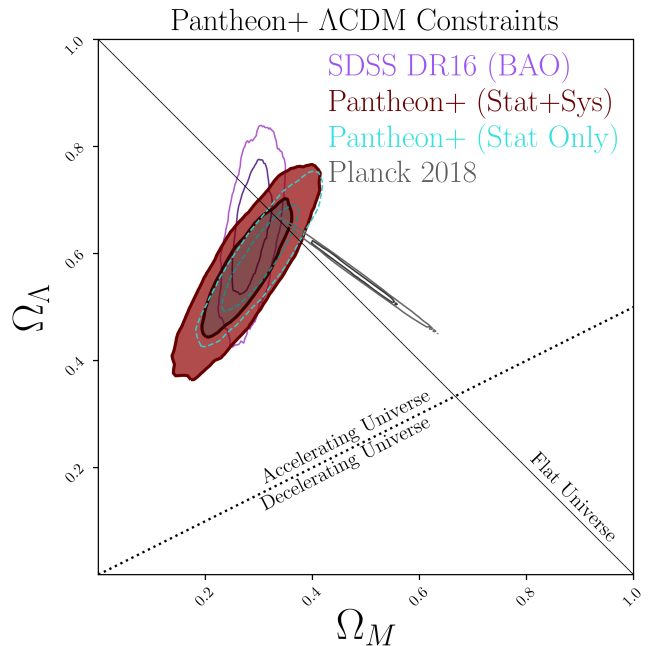 Pantheon+ ΛCDM Constraints
SDSS DR16 (BAO)
Pantheon+ (Stat+Sys)
Pantheon+ (Stat Only)
Planck 2018
1.0
0.8
0.6
0.4
0.2
Ω_Λ
Accelerating Universe
Decelerating Universe
Flat Universe
0.2
0.4
0.6
0.8
1.0
Ω_M